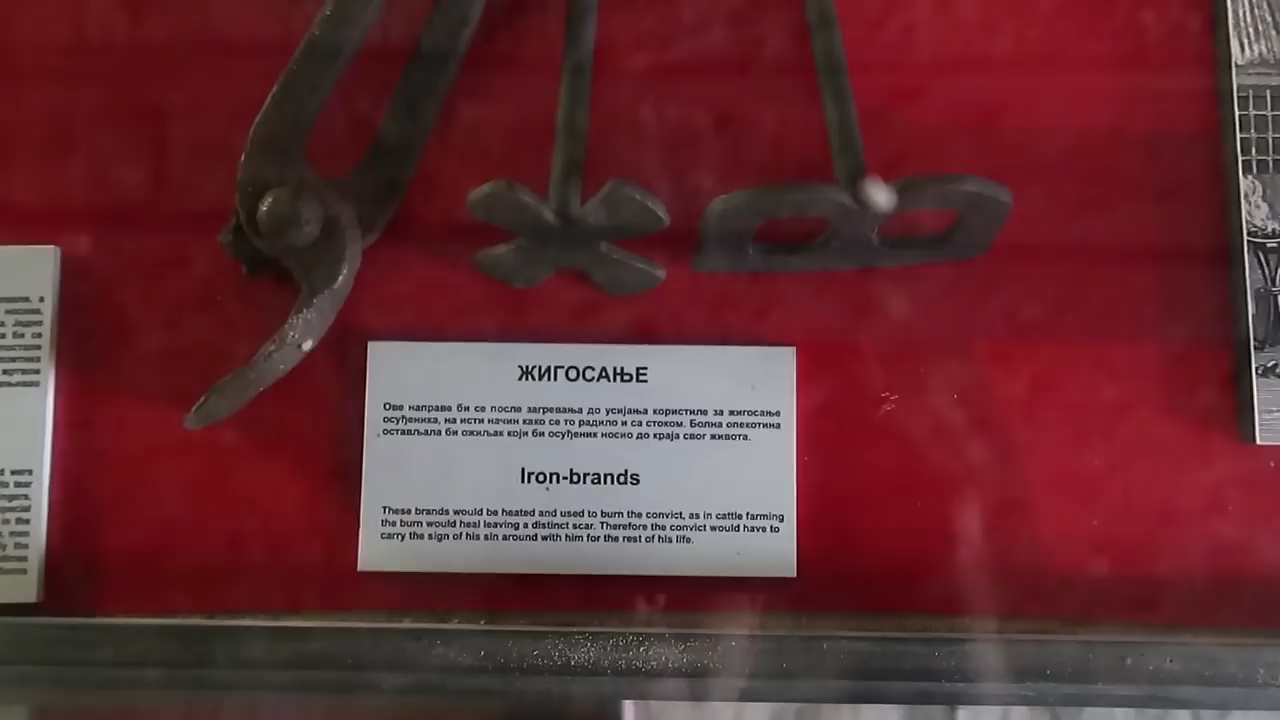 ЖИГОСАЊЕ
Ове направе би се после загревања до усијања користиле за жигосање
осуђеника, на исти начин како се то радило и са стоком. Болна опекотина
остављала би ожиљак који би осуђеник носио до краја свог живота.
Iron-brands
These brands would be heated and used to burn the convict, as in cattle farming
the burn would heal leaving a distinct scar. Therefore the convict would have to
carry the sign of his sin around with him for the rest of his life.